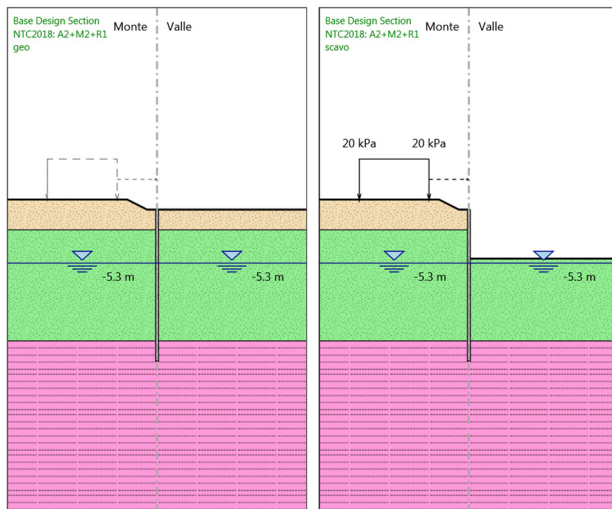 Base Design Section
NTC2018: A2+M2+R1
geo
Monte
Valle
-5.3 m
-5.3 m
Base Design Section
NTC2018: A2+M2+R1
scavo
Monte
Valle
20 kPa
20 kPa
-5.3 m
-5.3 m